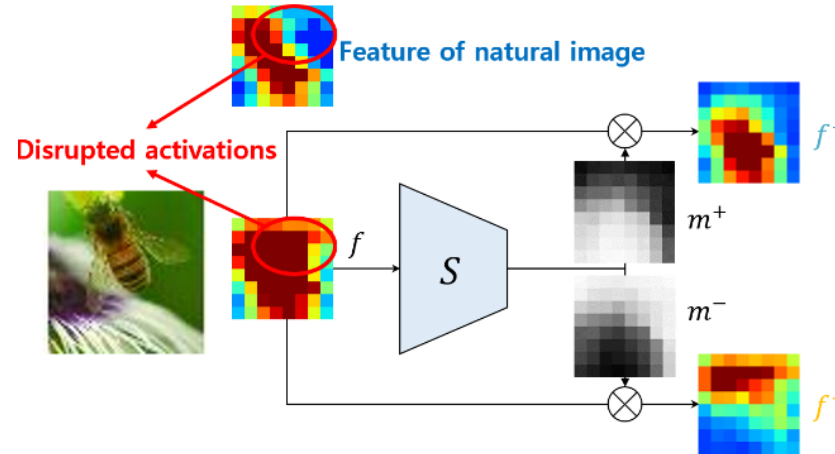 Feature of natural image
Disrupted activations
f
S
m⁺
m⁻
f
f